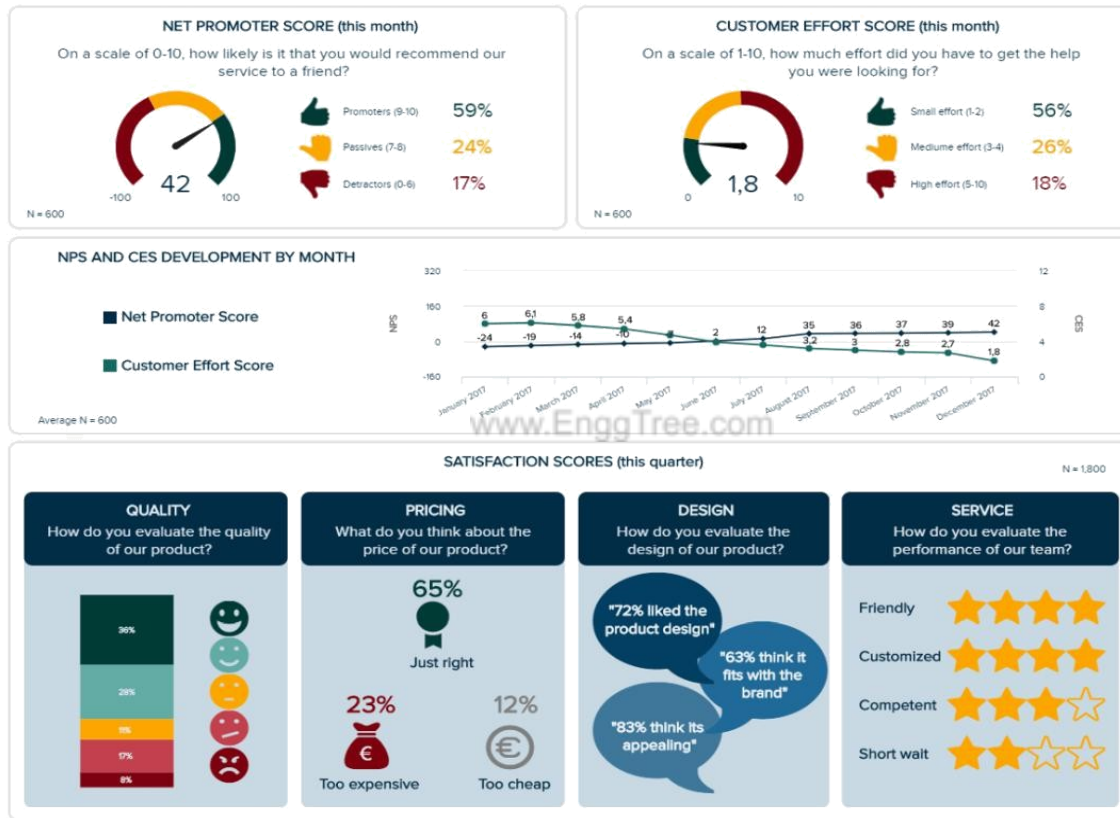 NET PROMOTER SCORE (this month)
On a scale of 0-10, how likely is it that you would recommend our
service to a friend?
Promoters (9-10) 59%
Passives (7-8) 24%
Detractors (0-6) 17%
42
-100 100
N = 600
CUSTOMER EFFORT SCORE (this month)
On a scale of 1-10, how much effort did you have to get the help
you were looking for?
Small effort (1-2) 56%
Mediume effort (3-4) 26%
High effort (5-10) 18%
1,8
0 10
N = 600
NPS AND CES DEVELOPMENT BY MONTH
Net Promoter Score
Customer Effort Score
Average N = 600
NPS
320
160
0
-160
6 6,1 5,8 5,4 2 12 35 36 37 39 42
-24 -19 -14 -10 3,2 3 2,8 2,7 1,8
12
8
4
0
CES
January 2017 February 2017 March 2017 April 2017 May 2017 June 2017 July 2017 August 2017 September 2017 October 2017 November 2017 December 2017
www.EnggTree.com
SATISFACTION SCORES (this quarter)
N = 1,800
QUALITY
How do you evaluate the quality
of our product?
36%
28%
11%
17%
8%
PRICING
What do you think about the
price of our product?
65%
Just right
23%
€
Too expensive
12%
€
Too cheap
DESIGN
How do you evaluate the
design of our product?
"72% liked the
product design"
"63% think it
fits with the
brand"
"83% think its
appealing"
SERVICE
How do you evaluate the
performance of our team?
Friendly
Customized
Competent
Short wait